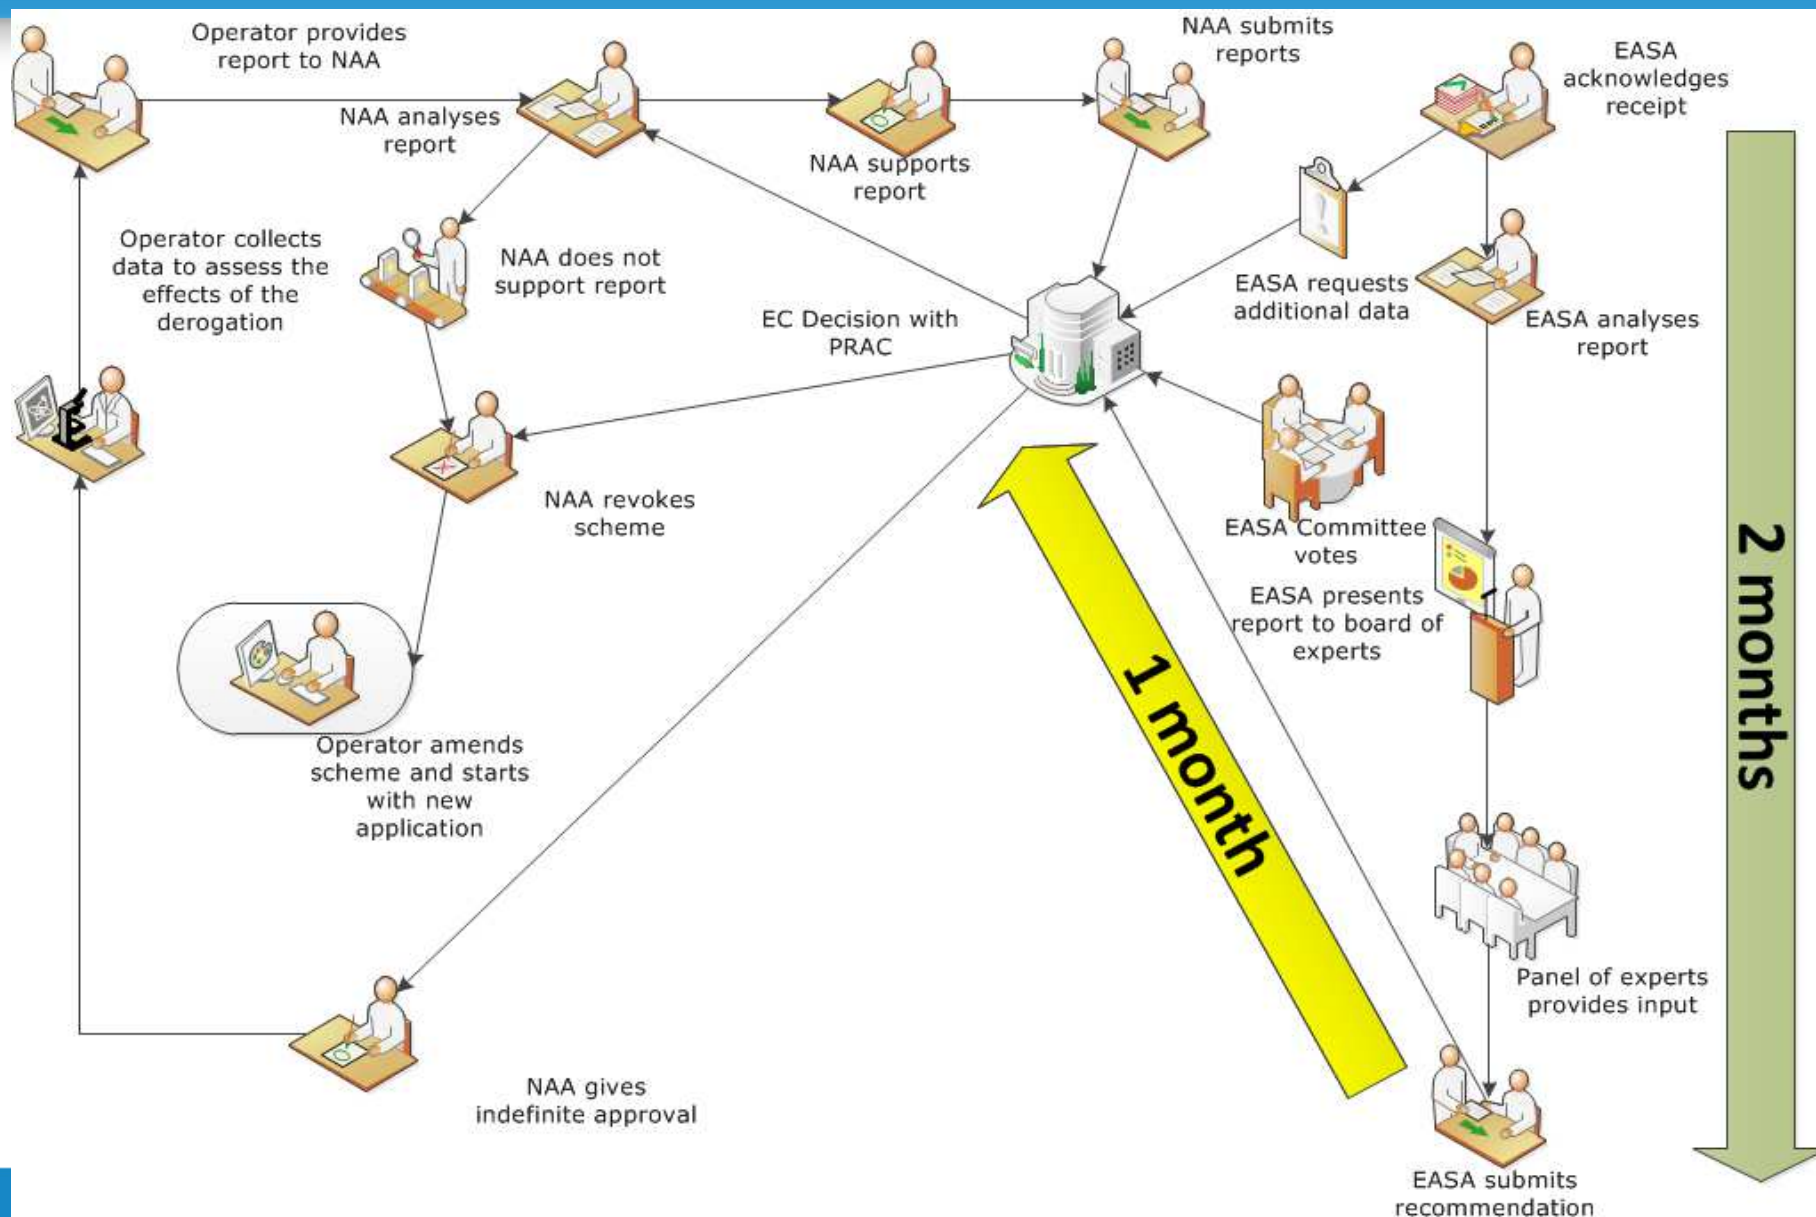 Operator provides
report to NAA
NAA submits
reports
EASA
acknowledges
receipt
NAA analyses
report
NAA supports
report
Operator collects
data to assess the
effects of the
derogation
NAA does not
support report
EASA requests
additional data
EASA analyses
report
EC Decision with
PRAC
NAA revokes
scheme
EASA Committee
votes
EASA presents
report to board of
experts
2 months
1 month
Operator amends
scheme and starts
with new
application
Panel of experts
provides input
NAA gives
indefinite approval
EASA submits
recommendation